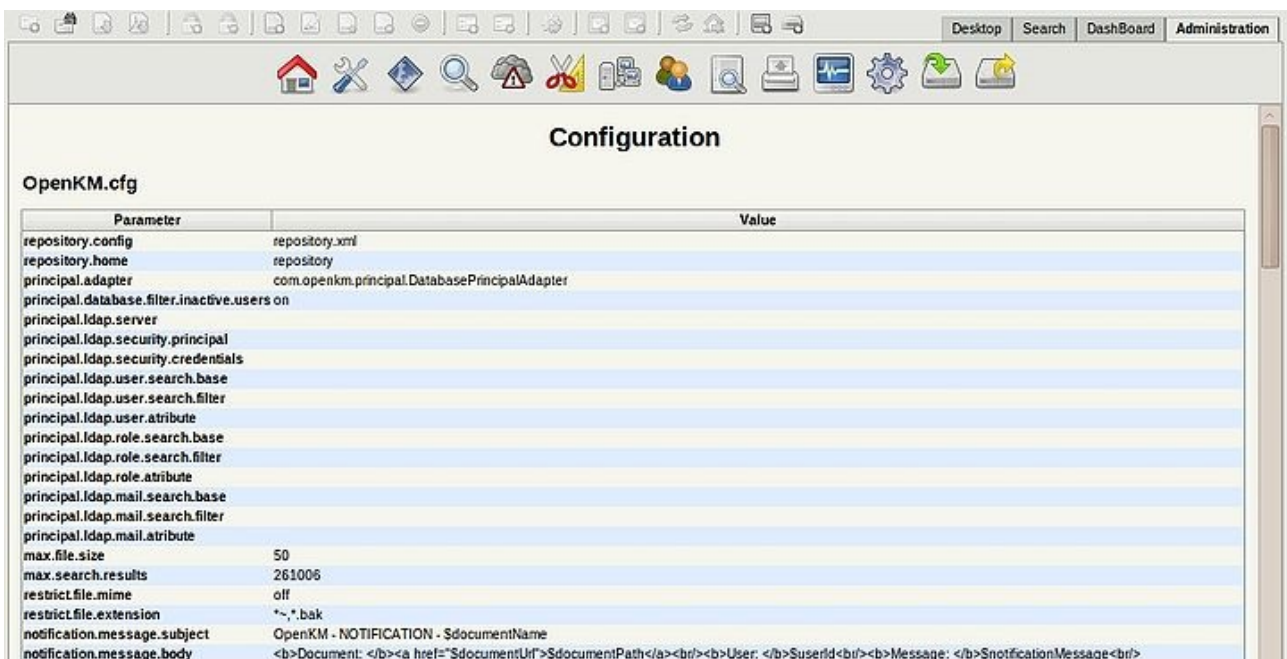 Desktop Search DashBoard Administration
Configuration
OpenKM.cfg
Parameter Value
repository.config repository.xml
repository.home repository
principal.adapter com.openkm.principal.DatabasePrincipalAdapter
principal.database.filter.inactive.users on
principal.ldap.server
principal.ldap.security.principal
principal.ldap.security.credentials
principal.ldap.user.search.base
principal.ldap.user.search.filter
principal.ldap.user.atribute
principal.ldap.role.search.base
principal.ldap.role.search.filter
principal.ldap.role.atribute
principal.ldap.mail.search.base
principal.ldap.mail.search.filter
principal.ldap.mail.atribute
max.file.size 50
max.search.results 261006
restrict.file.mime off
restrict.file.extension *~,*.bak
notification.message.subject OpenKM - NOTIFICATION - $documentName
notification.message.body <b>Document: </b><a href="$documentUrl">$documentPath</a><br/><b>User: </b>$userId<br/><b>Message: </b>$notificationMessage<br/>